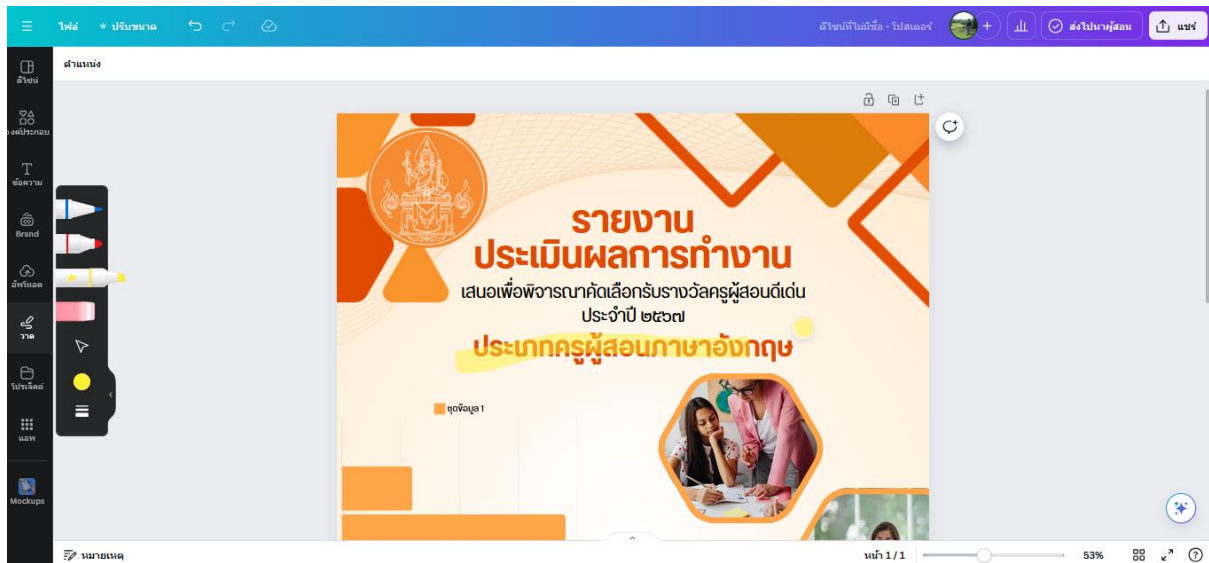 ไฟล์
ปรับขนาด
ดีไซน์ที่ไม่มีชื่อ - โปสเตอร์
ส่งไปหาผู้สอน
แชร์
ตำแหน่ง
ดีไซน์
องค์ประกอบ
ข้อความ
Brand
อัพโหลด
วาด
โปรเจ็คต์
แอพ
Mockups
รายงาน
ประเมินผลการทำงาน
เสนอเพื่อพิจารณาคัดเลือกรับรางวัลครูผู้สอนดีเด่น
ประจำปี ๒๕๖๗
ประเภทครูผู้สอนภาษาอังกฤษ
ชุดข้อมูล 1
หมายเหตุ
หน้า 1 / 1
53%